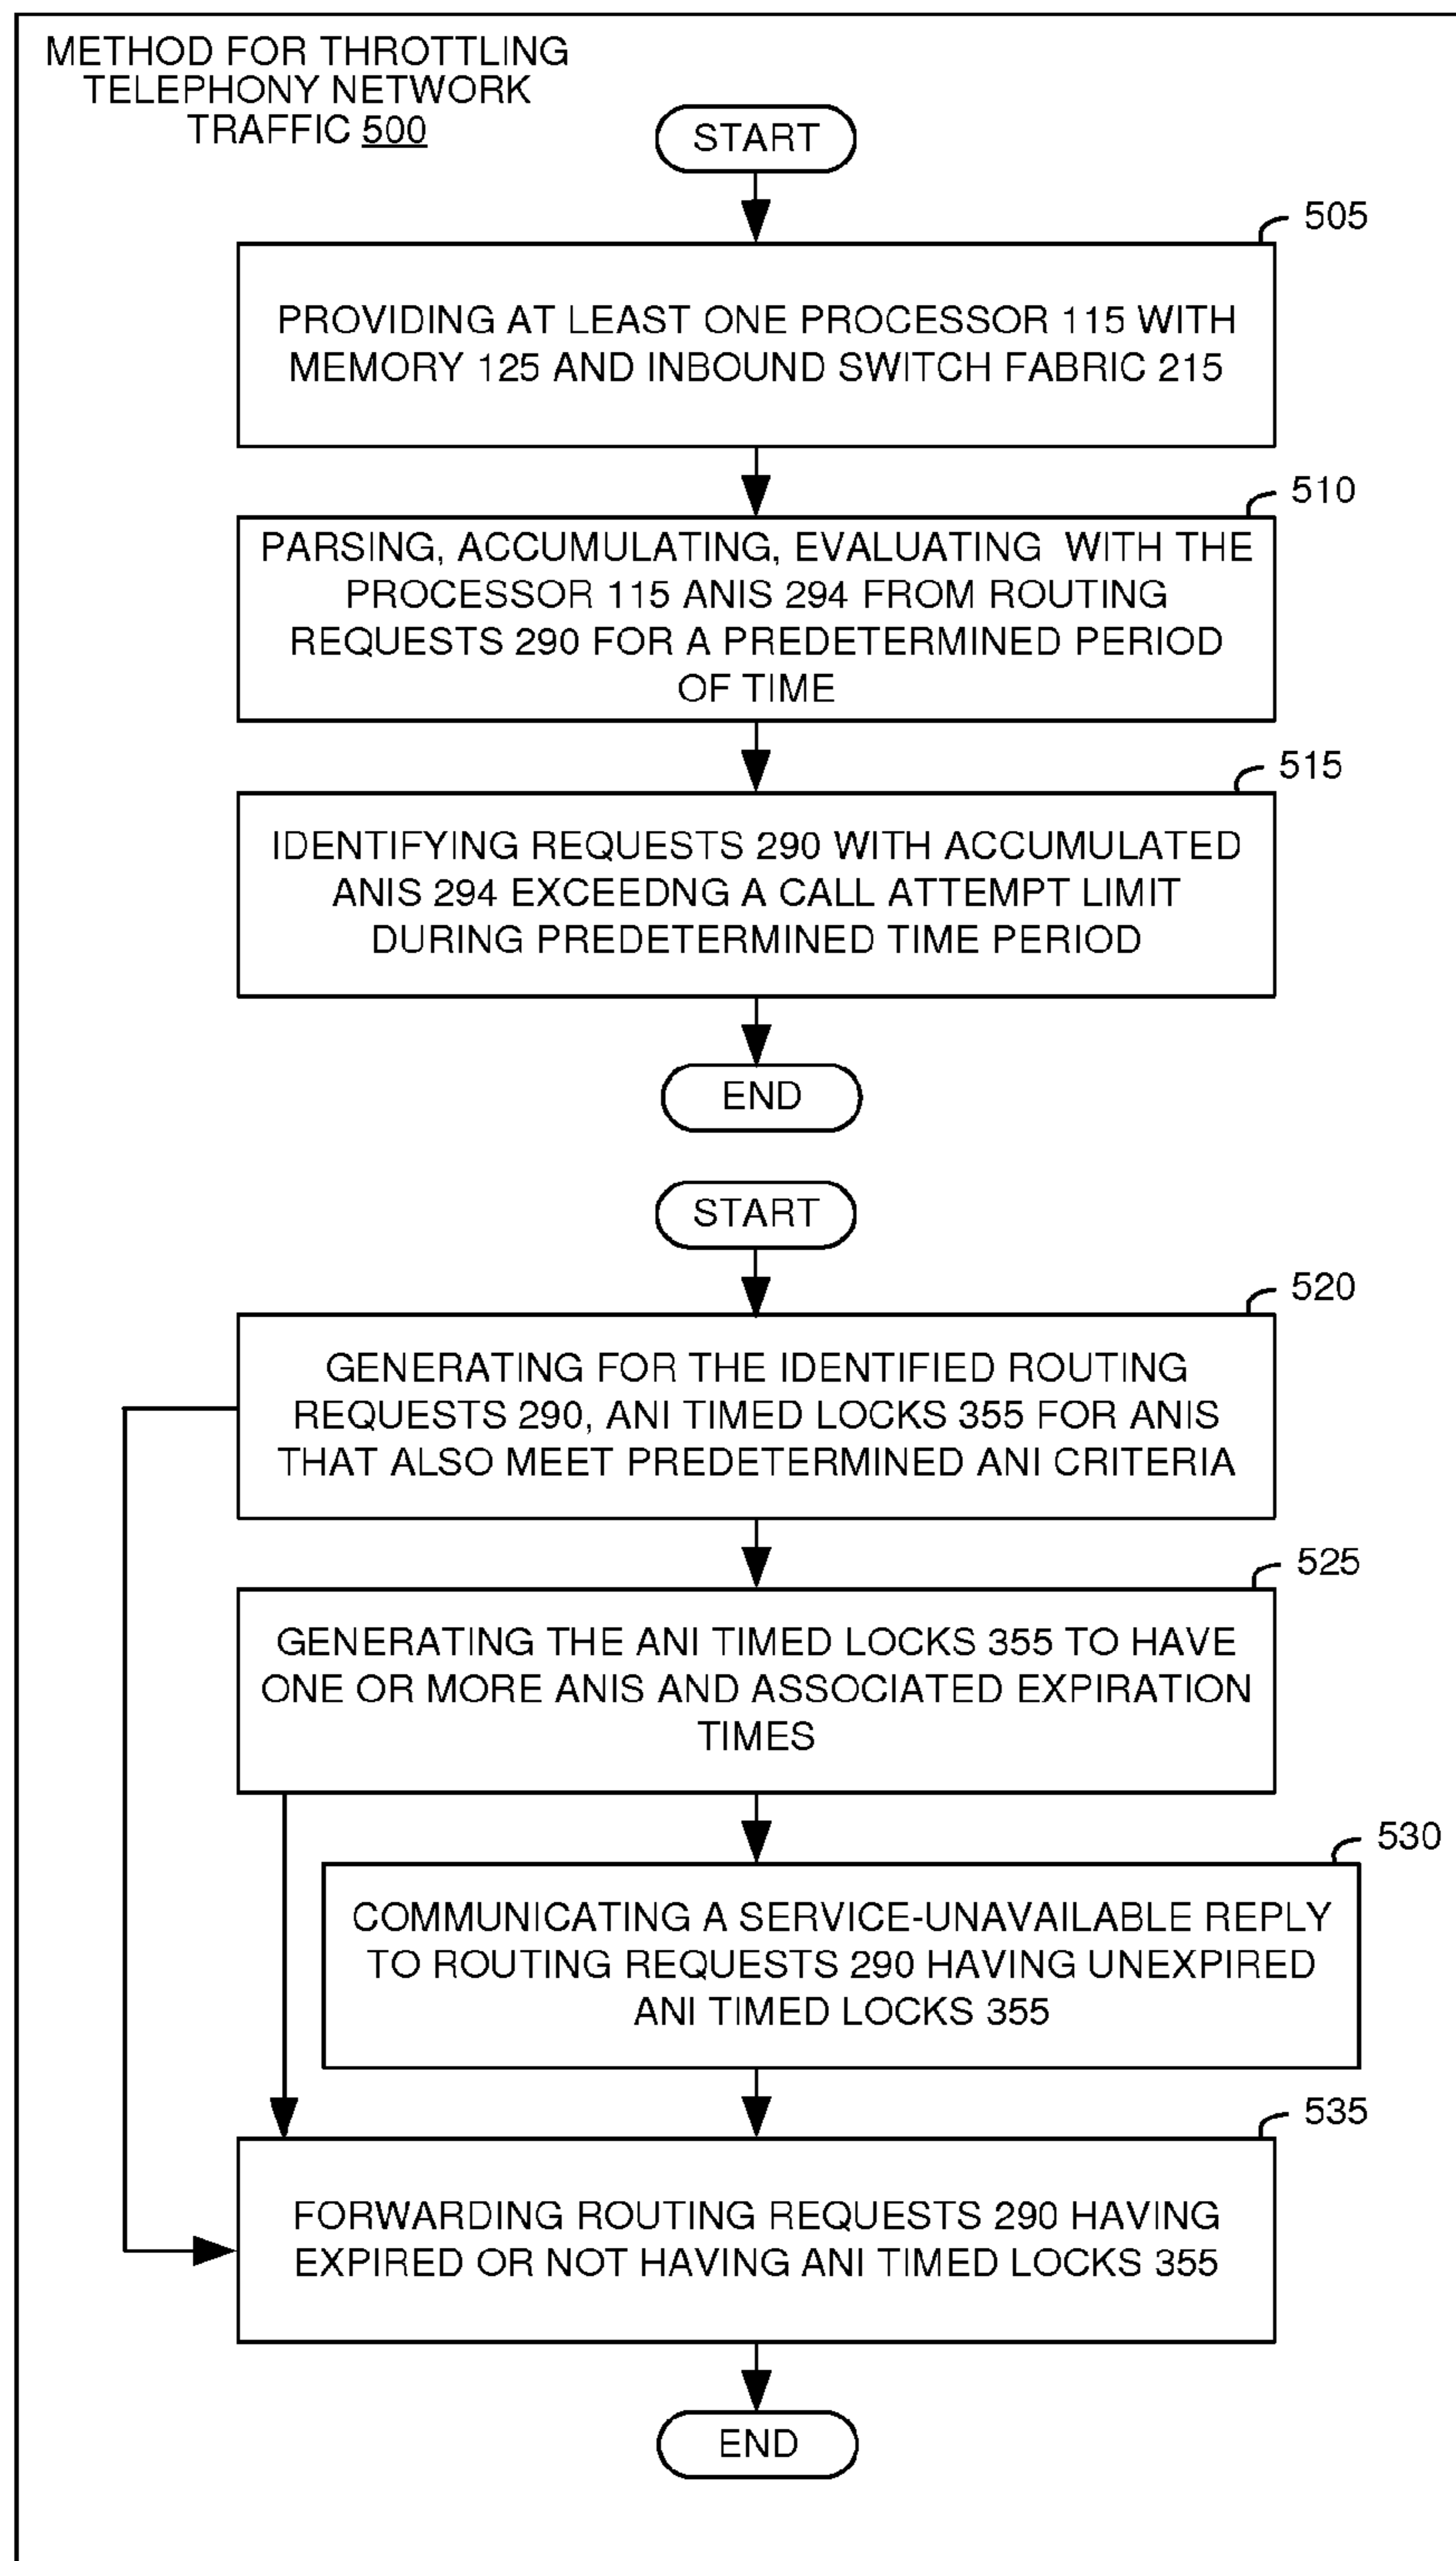 METHOD FOR THROTTLING
TELEPHONY NETWORK
TRAFFIC 500
START
505
PROVIDING AT LEAST ONE PROCESSOR 115 WITH
MEMORY 125 AND INBOUND SWITCH FABRIC 215
510
PARSING, ACCUMULATING, EVALUATING WITH THE
PROCESSOR 115 ANIS 294 FROM ROUTING
REQUESTS 290 FOR A PREDETERMINED PERIOD
OF TIME
515
IDENTIFYING REQUESTS 290 WITH ACCUMULATED
ANIS 294 EXCEEDNG A CALL ATTEMPT LIMIT
DURING PREDETERMINED TIME PERIOD
END
START
520
GENERATING FOR THE IDENTIFIED ROUTING
REQUESTS 290, ANI TIMED LOCKS 355 FOR ANIS
THAT ALSO MEET PREDETERMINED ANI CRITERIA
525
GENERATING THE ANI TIMED LOCKS 355 TO HAVE
ONE OR MORE ANIS AND ASSOCIATED EXPIRATION
TIMES
530
COMMUNICATING A SERVICE-UNAVAILABLE REPLY
TO ROUTING REQUESTS 290 HAVING UNEXPIRED
ANI TIMED LOCKS 355
535
FORWARDING ROUTING REQUESTS 290 HAVING
EXPIRED OR NOT HAVING ANI TIMED LOCKS 355
END